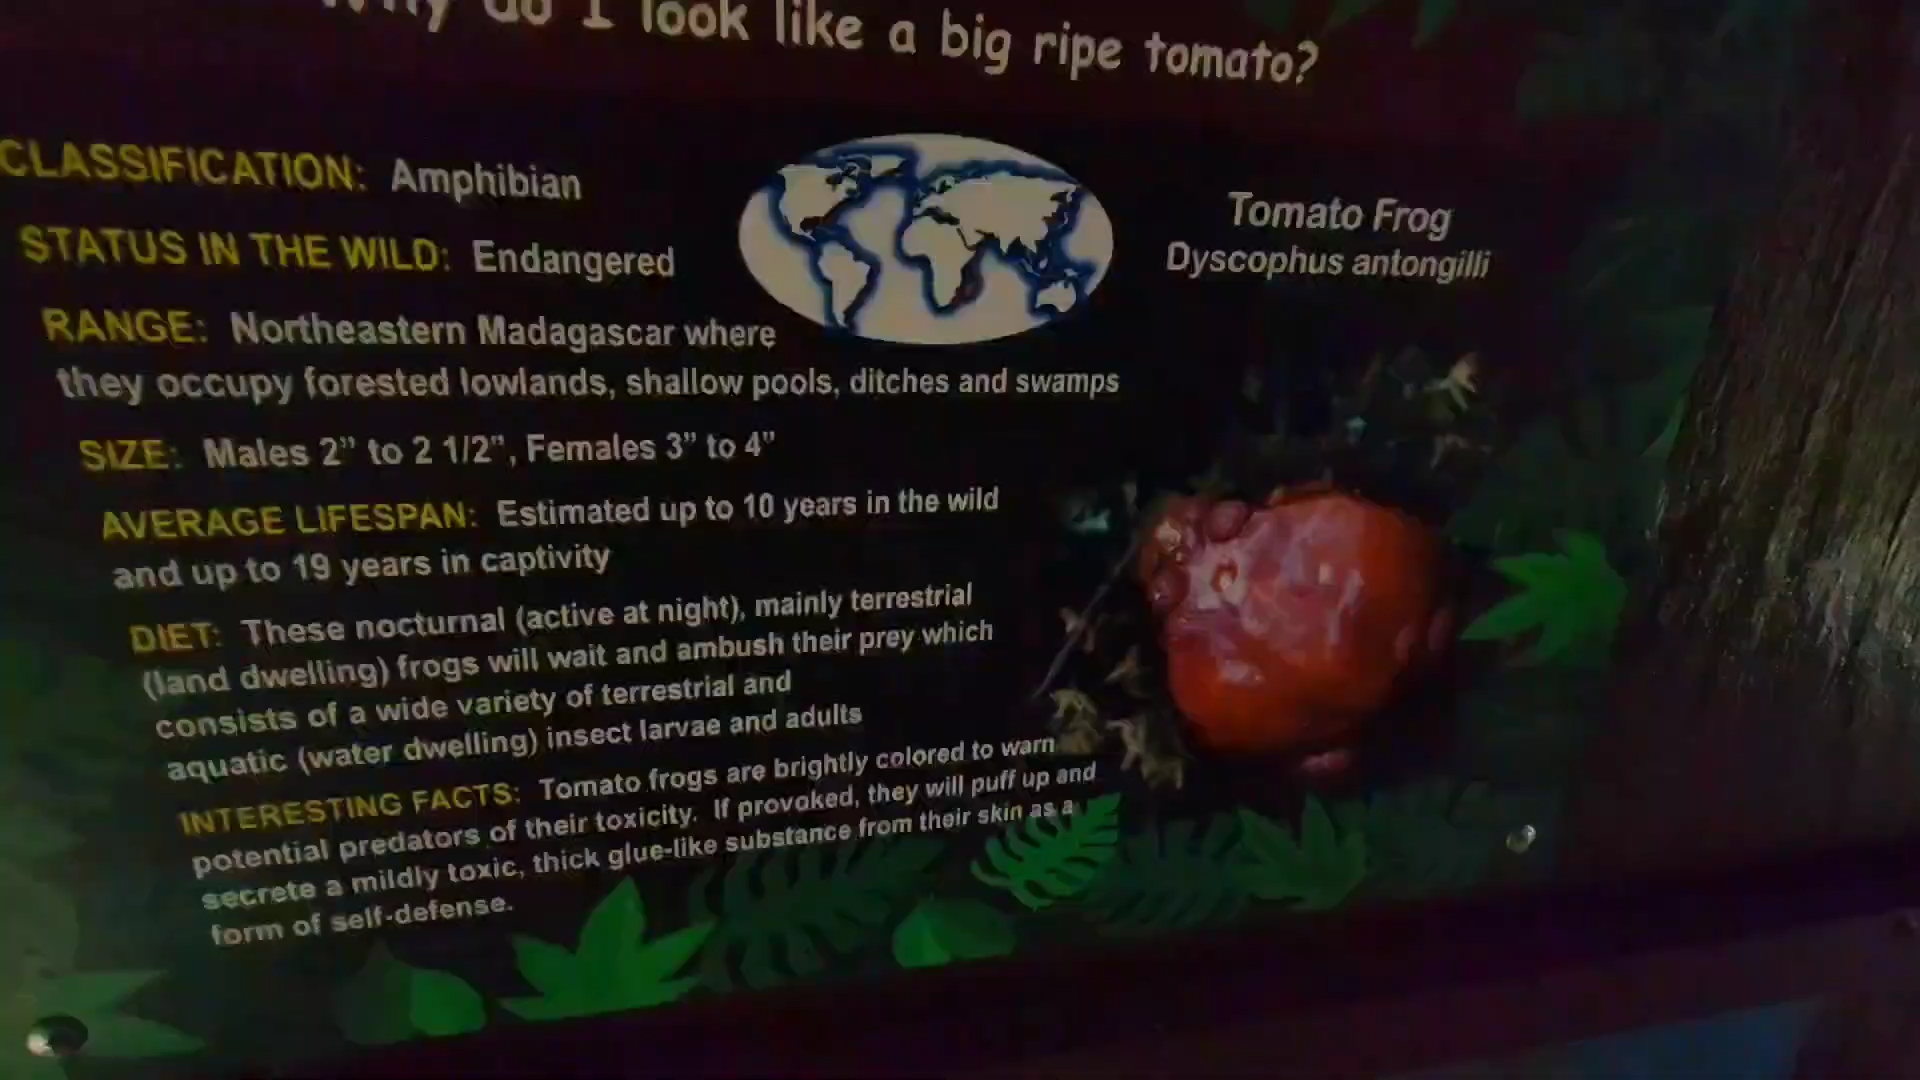 Why do I look like a big ripe tomato?
CLASSIFICATION: Amphibian
STATUS IN THE WILD: Endangered
RANGE: Northeastern Madagascar where
they occupy forested lowlands, shallow pools, ditches and swamps
SIZE: Males 2” to 2 1/2”, Females 3” to 4”
AVERAGE LIFESPAN: Estimated up to 10 years in the wild
and up to 19 years in captivity
DIET: These nocturnal (active at night), mainly terrestrial
(land dwelling) frogs will wait and ambush their prey which
consists of a wide variety of terrestrial and
aquatic (water dwelling) insect larvae and adults
INTERESTING FACTS: Tomato frogs are brightly colored to warn
potential predators of their toxicity. If provoked, they will puff up and
secrete a mildly toxic, thick glue-like substance from their skin as a
form of self-defense.
Tomato Frog
Dyscophus antongilli